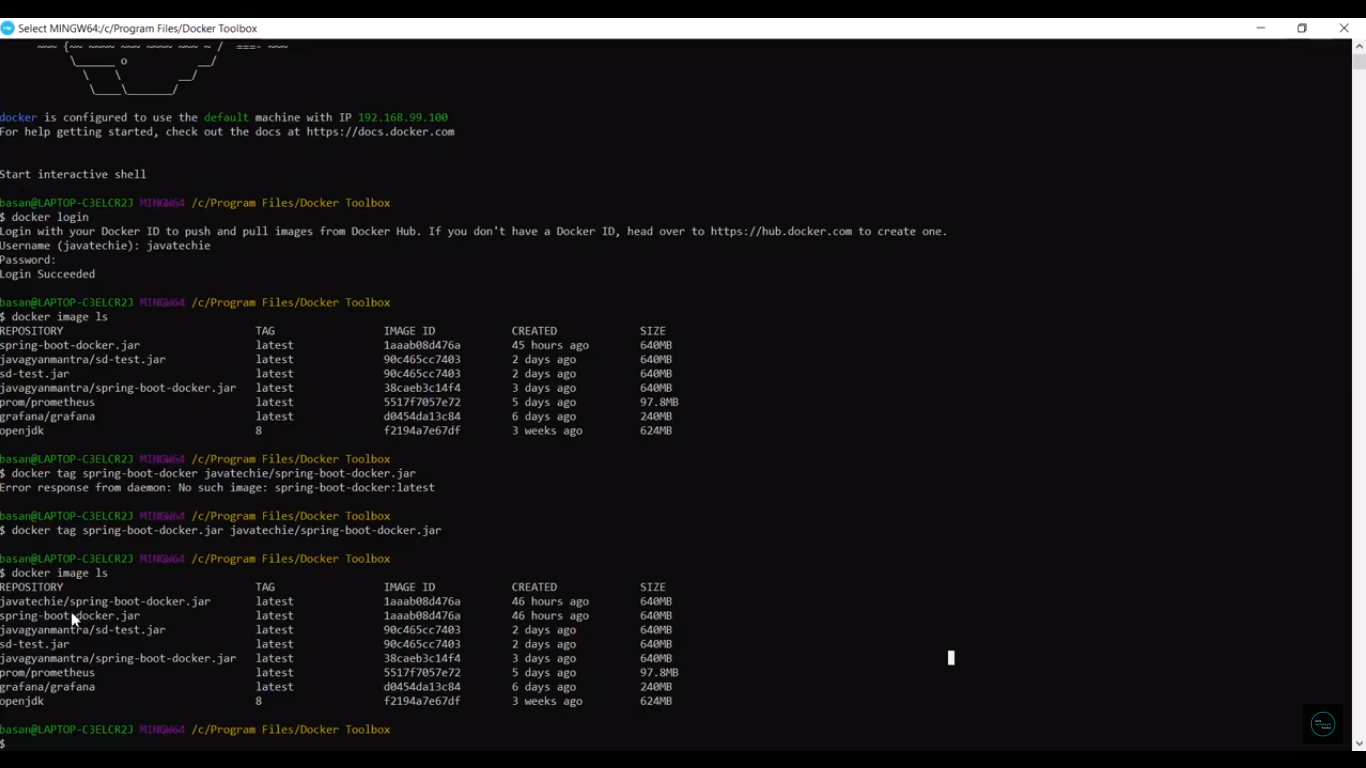 Select MINGW64:/c/Program Files/Docker Toolbox
~~~ {~~ ~~~~ ~~~ ~~~~ ~~~ ~ /  ===- ~~~
\______ o          __/
\    \         __/
\____\_______/
docker is configured to use the default machine with IP 192.168.99.100
For help getting started, check out the docs at https://docs.docker.com
Start interactive shell
basan@LAPTOP-C3ELCR2J MINGW64 /c/Program Files/Docker Toolbox
$ docker login
Login with your Docker ID to push and pull images from Docker Hub. If you don't have a Docker ID, head over to https://hub.docker.com to create one.
Username (javatechie): javatechie
Password:
Login Succeeded
basan@LAPTOP-C3ELCR2J MINGW64 /c/Program Files/Docker Toolbox
$ docker image ls
REPOSITORY TAG IMAGE ID CREATED SIZE
spring-boot-docker.jar latest 1aaab08d476a 45 hours ago 640MB
javagyanmantra/sd-test.jar latest 90c465cc7403 2 days ago 640MB
sd-test.jar latest 90c465cc7403 2 days ago 640MB
javagyanmantra/spring-boot-docker.jar latest 38caeb3c14f4 3 days ago 640MB
prom/prometheus latest 5517f7057e72 5 days ago 97.8MB
grafana/grafana latest d0454da13c84 6 days ago 240MB
openjdk 8 f2194a7e67df 3 weeks ago 624MB
basan@LAPTOP-C3ELCR2J MINGW64 /c/Program Files/Docker Toolbox
$ docker tag spring-boot-docker javatechie/spring-boot-docker.jar
Error response from daemon: No such image: spring-boot-docker:latest
basan@LAPTOP-C3ELCR2J MINGW64 /c/Program Files/Docker Toolbox
$ docker tag spring-boot-docker.jar javatechie/spring-boot-docker.jar
basan@LAPTOP-C3ELCR2J MINGW64 /c/Program Files/Docker Toolbox
$ docker image ls
REPOSITORY TAG IMAGE ID CREATED SIZE
javatechie/spring-boot-docker.jar latest 1aaab08d476a 46 hours ago 640MB
spring-boot-docker.jar latest 1aaab08d476a 46 hours ago 640MB
javagyanmantra/sd-test.jar latest 90c465cc7403 2 days ago 640MB
sd-test.jar latest 90c465cc7403 2 days ago 640MB
javagyanmantra/spring-boot-docker.jar latest 38caeb3c14f4 3 days ago 640MB
prom/prometheus latest 5517f7057e72 5 days ago 97.8MB
grafana/grafana latest d0454da13c84 6 days ago 240MB
openjdk 8 f2194a7e67df 3 weeks ago 624MB
basan@LAPTOP-C3ELCR2J MINGW64 /c/Program Files/Docker Toolbox
$